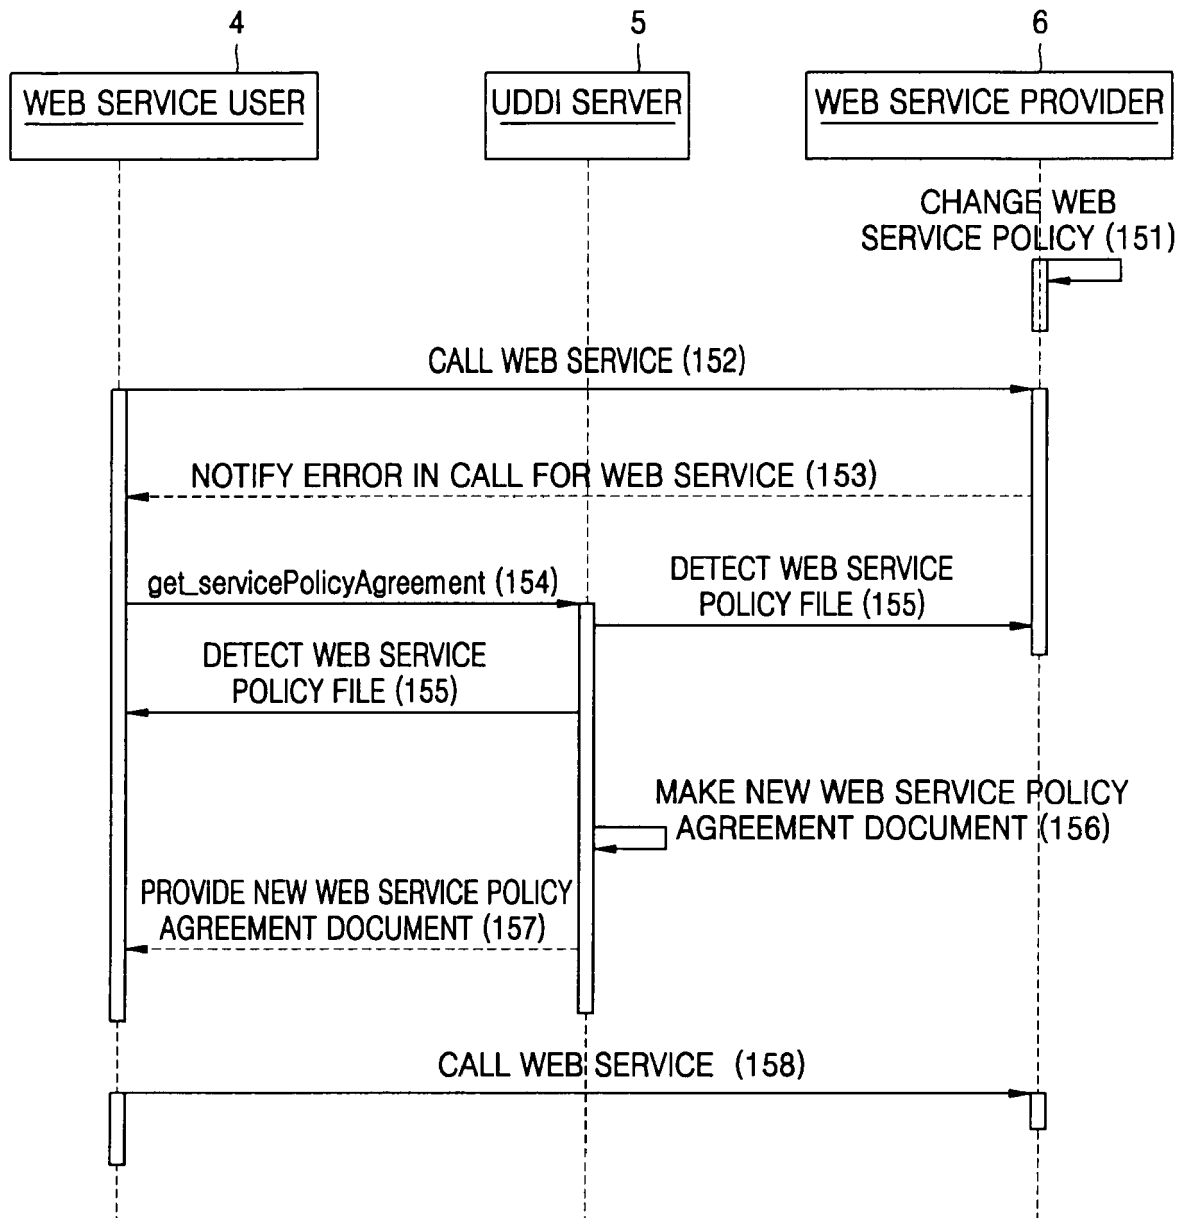 4
5
6
WEB SERVICE USER
UDDI SERVER
WEB SERVICE PROVIDER
CHANGE WEB
SERVICE POLICY (151)
CALL WEB SERVICE (152)
NOTIFY ERROR IN CALL FOR WEB SERVICE (153)
get_servicePolicyAgreement (154)
DETECT WEB SERVICE
POLICY FILE (155)
DETECT WEB SERVICE
POLICY FILE (155)
MAKE NEW WEB SERVICE POLICY
AGREEMENT DOCUMENT (156)
PROVIDE NEW WEB SERVICE POLICY
AGREEMENT DOCUMENT (157)
CALL WEB SERVICE (158)